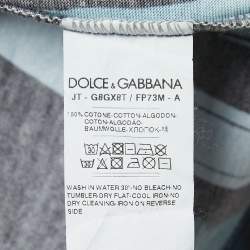 DOLCE & GABBANA
JT - G8GX8T / FP73M - A
100% COTONE-COTTON-ALGODON-
COTTON-ALGODÃO-
BAUMWOLLE-ХЛОПОК-棉
WASH IN WATER 30°-NO BLEACH-NO
TUMBLER-DRY FLAT-COOL IRON-NO
DRY CLEANING-IRON ON REVERSE
SIDE